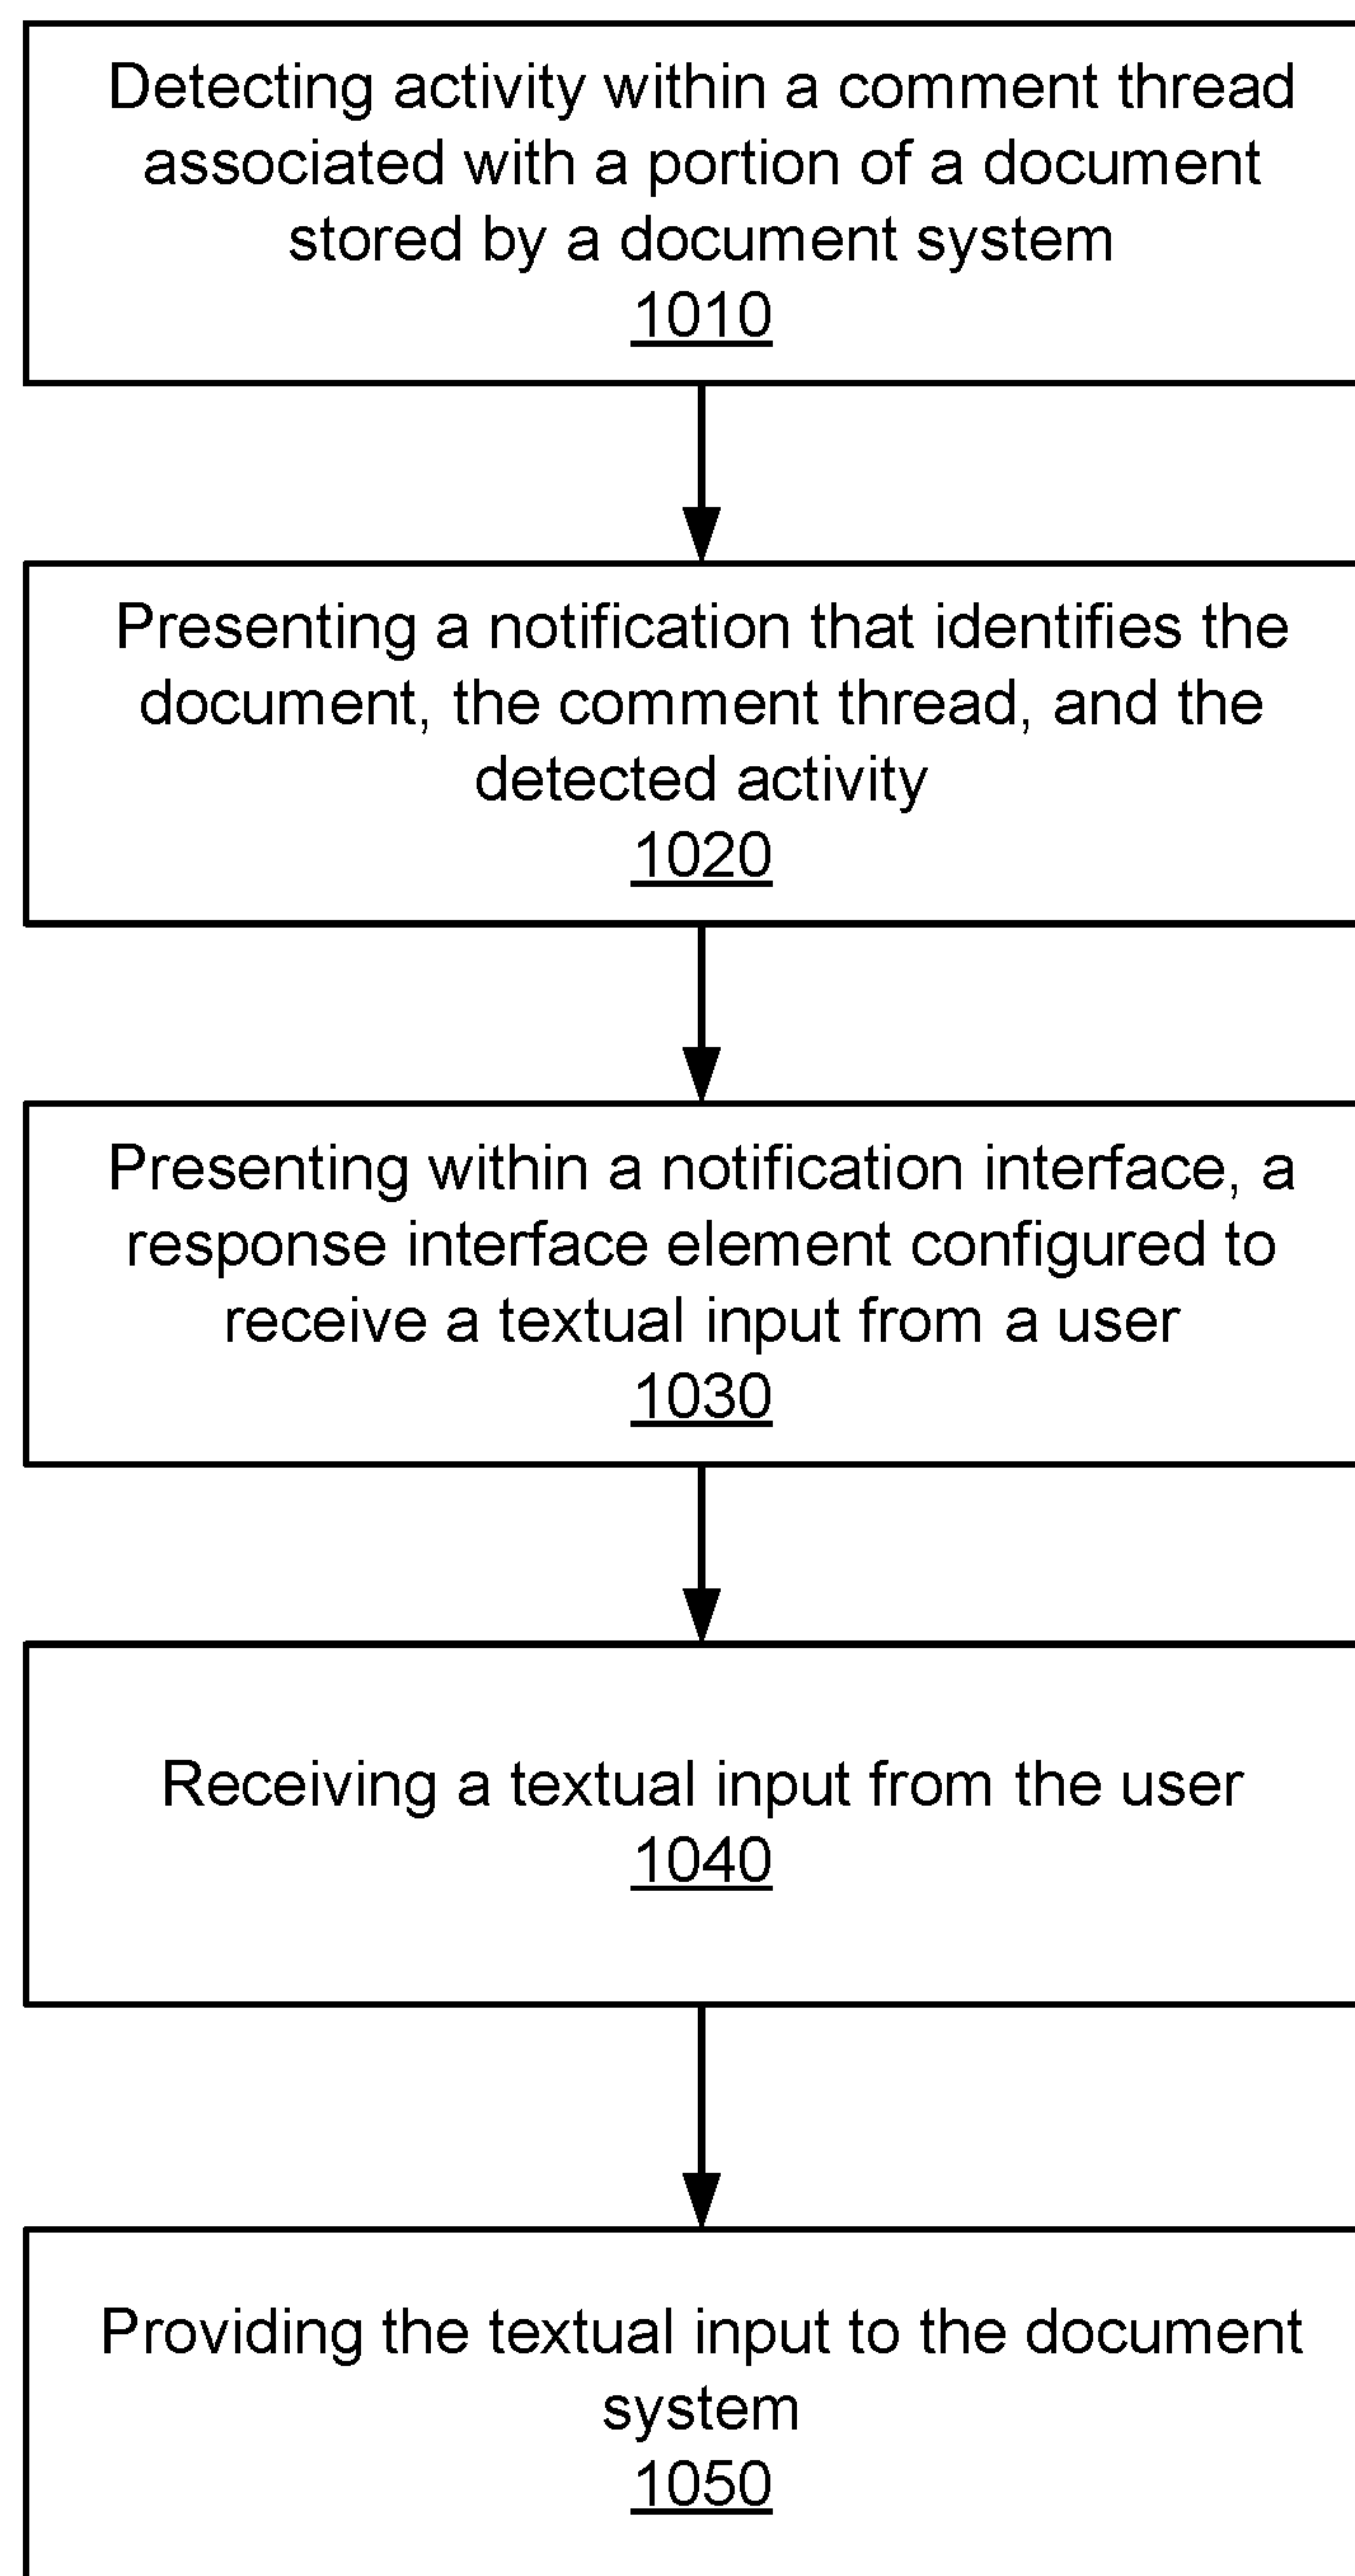 Detecting activity within a comment thread
associated with a portion of a document
stored by a document system
1010
Presenting a notification that identifies the
document, the comment thread, and the
detected activity
1020
Presenting within a notification interface, a
response interface element configured to
receive a textual input from a user
1030
Receiving a textual input from the user
1040
Providing the textual input to the document
system
1050